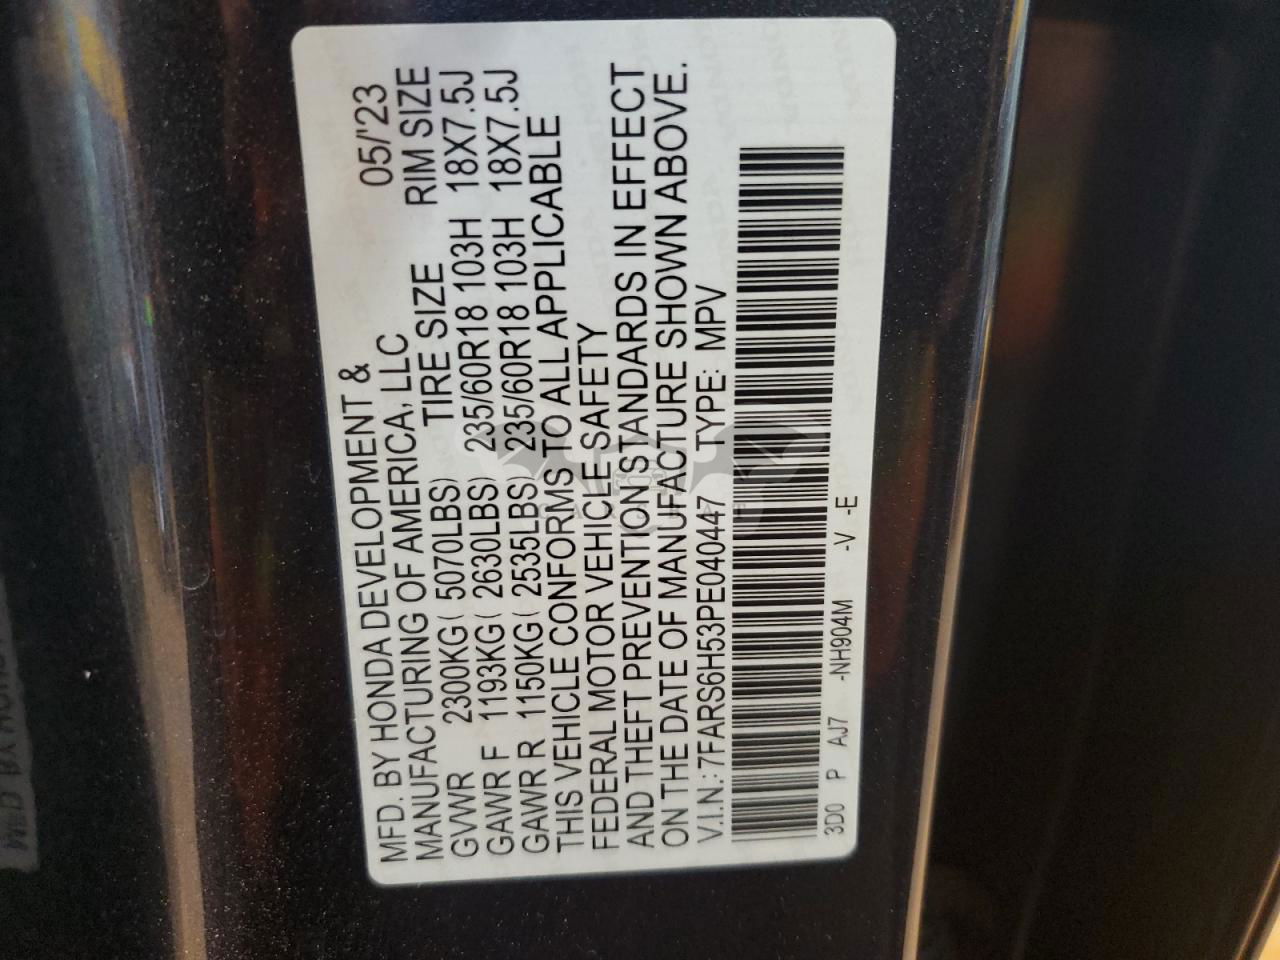 MFD. BY HONDA DEVELOPMENT &
MANUFACTURING OF AMERICA, LLC 05/'23
GVWR TIRE SIZE RIM SIZE
2300KG( 5070LBS) 235/60R18 103H 18X7.5J
GAWR F 1193KG( 2630LBS) 235/60R18 103H 18X7.5J
GAWR R 1150KG( 2535LBS)
THIS VEHICLE CONFORMS TO ALL APPLICABLE
FEDERAL MOTOR VEHICLE SAFETY
AND THEFT PREVENTION STANDARDS IN EFFECT
ON THE DATE OF MANUFACTURE SHOWN ABOVE.
V.I.N.:7FARS6H53PE040447 TYPE: MPV
3D0 P AJ7 -NH904M -V -E